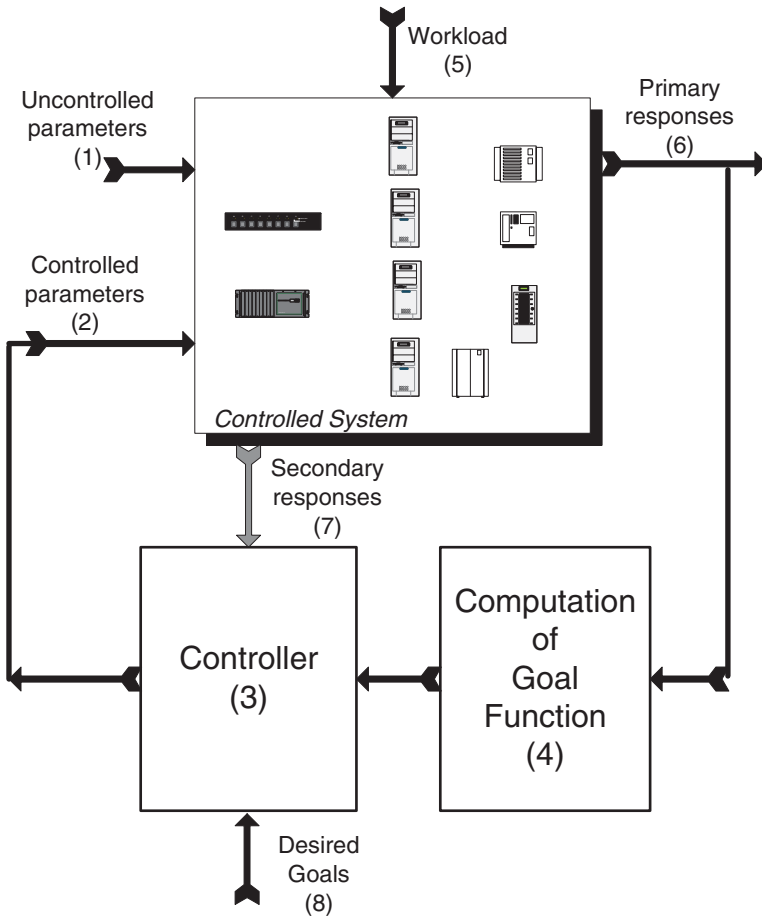 Workload
(5)
Uncontrolled
parameters
(1)
Primary
responses
(6)
Controlled
parameters
(2)
Controlled System
Secondary
responses
(7)
Controller
(3)
Computation
of
Goal
Function
(4)
Desired
Goals
(8)